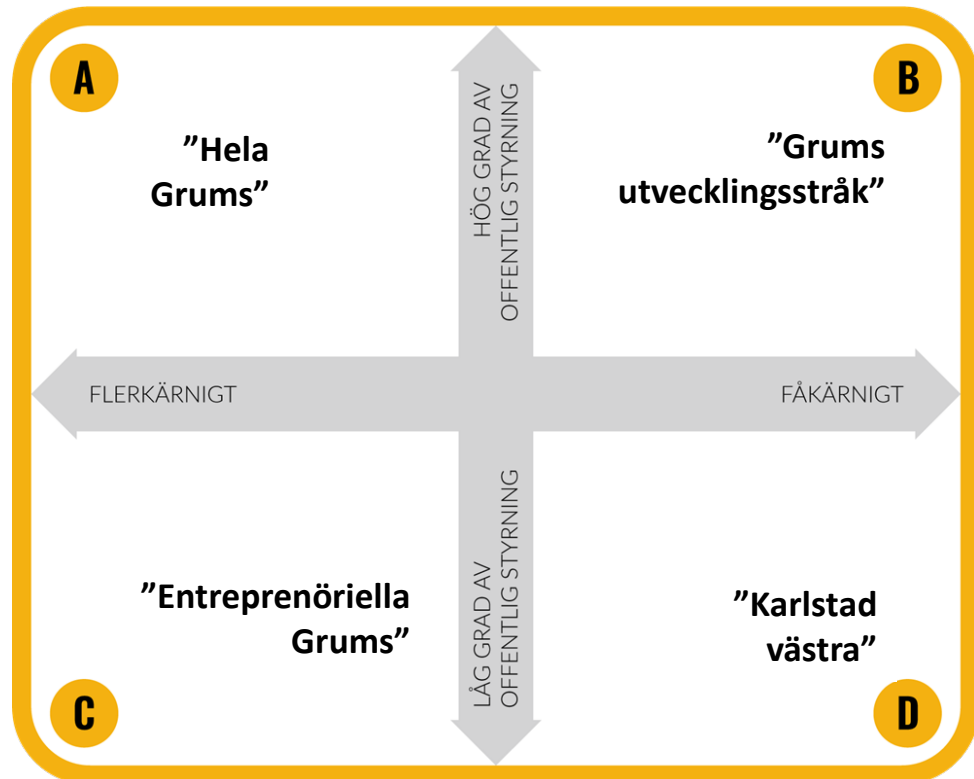 A
B
”Hela
Grums”
HÖG GRAD AV
OFFENTLIG STYRNING
”Grums
utvecklingsstråk”
FLERKÄRNIGT
FÅKÄRNIGT
”Entreprenöriella
Grums”
LÅG GRAD AV
OFFENTLIG STYRNING
”Karlstad
västra”
C
D